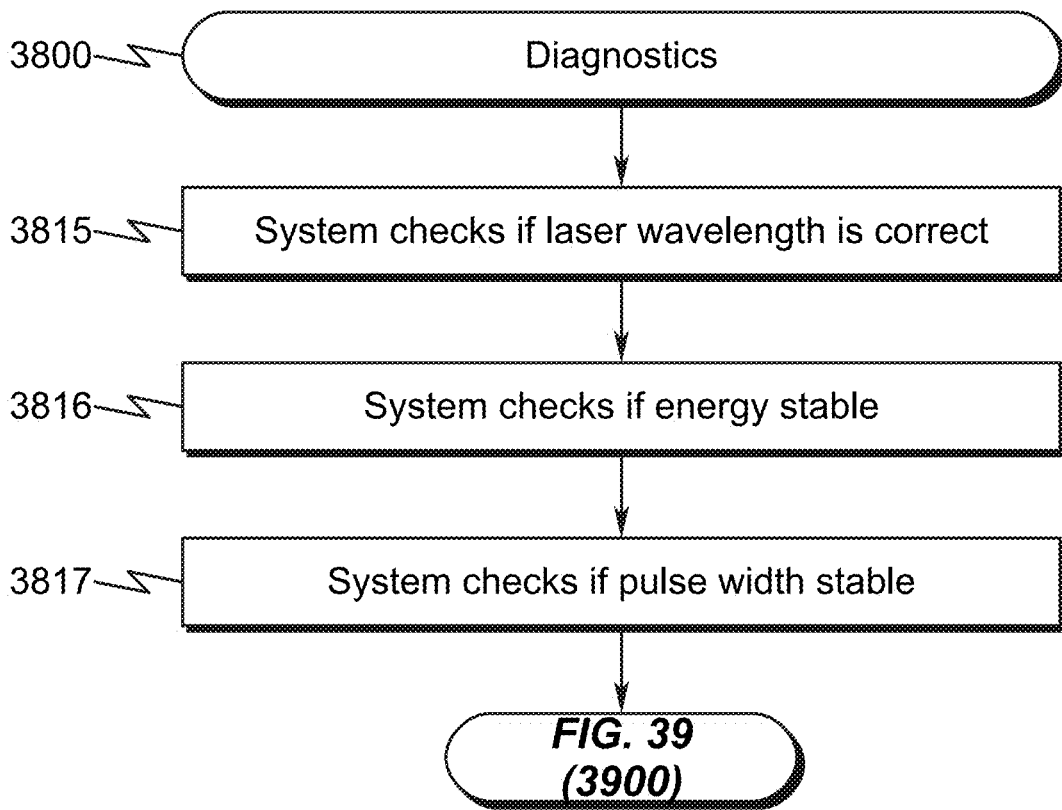 3800 Diagnostics
3815 System checks if laser wavelength is correct
3816 System checks if energy stable
3817 System checks if pulse width stable
FIG. 39
(3900)